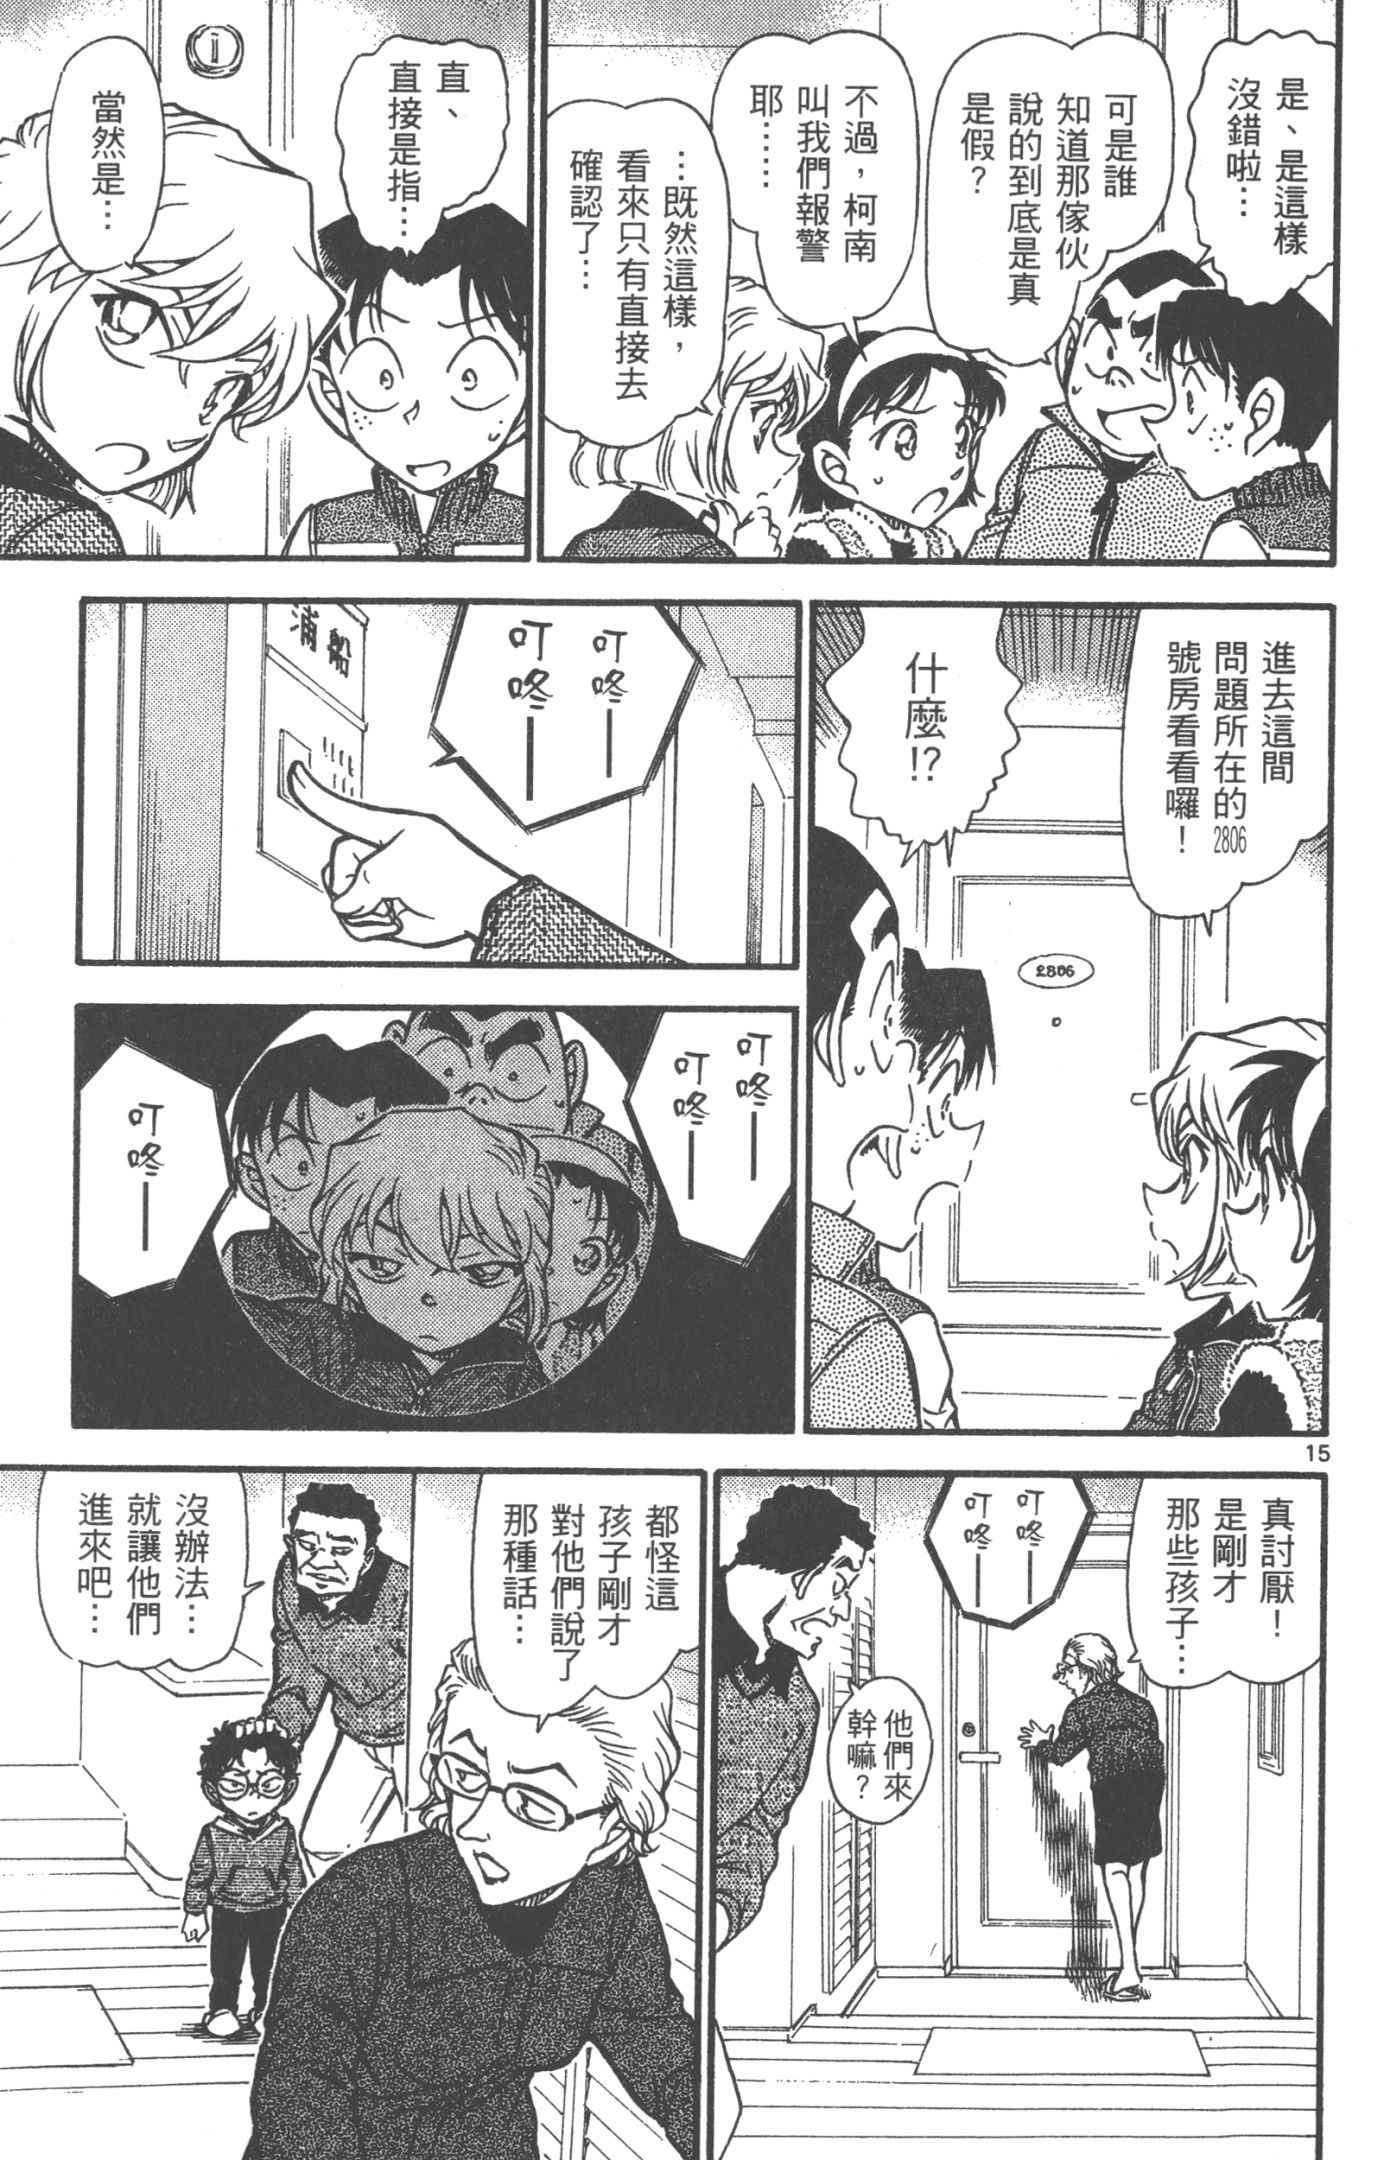 是、是這樣
沒錯啦…
可是誰
知道那傢伙
說的到底是真
是假？
不過，柯南
叫我們報警
耶……
…既然這樣，
看來只有直接去
確認了…
直、
直接是指…
當然是…
進去這間
問題所在的2806
號房看看囉！
什麼!?
2806
叮咚——
叮咚——
浦船
叮咚——
叮咚——
叮咚——
15
真討厭！
是剛才
那些孩子…
叮咚——
叮咚——
他們來
幹嘛？
都怪這
孩子剛才
對他們說了
那種話…
沒辦法…
就讓他們
進來吧…